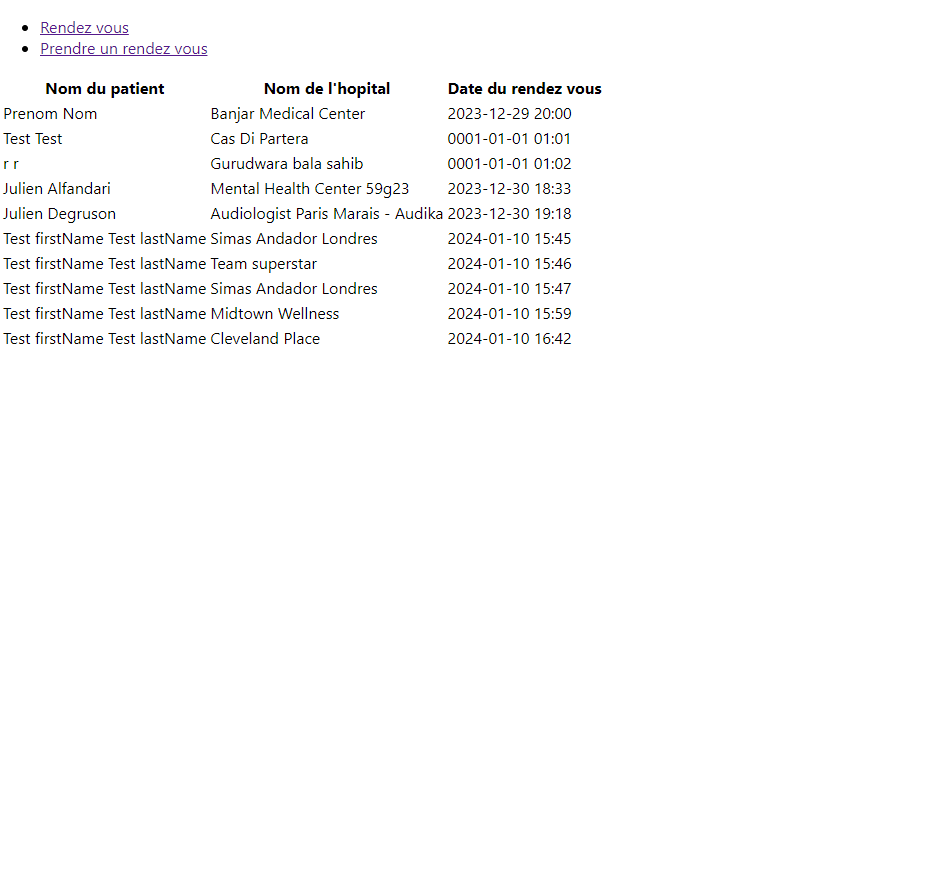 Rendez vous
Prendre un rendez vous
Nom du patient Nom de l'hopital Date du rendez vous
Prenom Nom Banjar Medical Center 2023-12-29 20:00
Test Test Cas Di Partera 0001-01-01 01:01
r r Gurudwara bala sahib 0001-01-01 01:02
Julien Alfandari Mental Health Center 59g23 2023-12-30 18:33
Julien Degruson Audiologist Paris Marais - Audika 2023-12-30 19:18
Test firstName Test lastName Simas Andador Londres 2024-01-10 15:45
Test firstName Test lastName Team superstar 2024-01-10 15:46
Test firstName Test lastName Simas Andador Londres 2024-01-10 15:47
Test firstName Test lastName Midtown Wellness 2024-01-10 15:59
Test firstName Test lastName Cleveland Place 2024-01-10 16:42